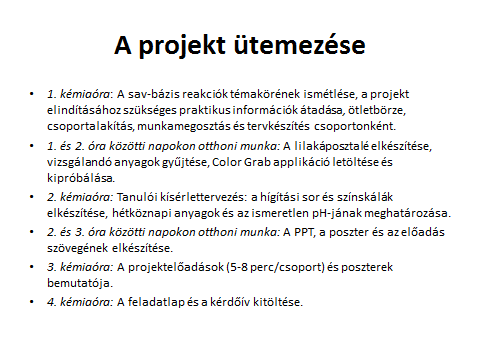 A projekt ütemezése
• 1. kémiaóra: A sav-bázis reakciók témakörének ismétlése, a projekt
elindításához szükséges praktikus információk átadása, ötletbörze,
csoportalakítás, munkamegosztás és tervkészítés csoportonként.
• 1. és 2. óra közötti napokon otthoni munka: A lilakáposztalé elkészítése,
vizsgálandó anyagok gyűjtése, Color Grab applikáció letöltése és
kipróbálása.
• 2. kémiaóra: Tanulói kísérlettervezés: a hígítási sor és színskálák
elkészítése, hétköznapi anyagok és az ismeretlen pH-jának meghatározása.
• 2. és 3. óra közötti napokon otthoni munka: A PPT, a poszter és az előadás
szövegének elkészítése.
• 3. kémiaóra: A projektelőadások (5-8 perc/csoport) és poszterek
bemutatója.
• 4. kémiaóra: A feladatlap és a kérdőív kitöltése.